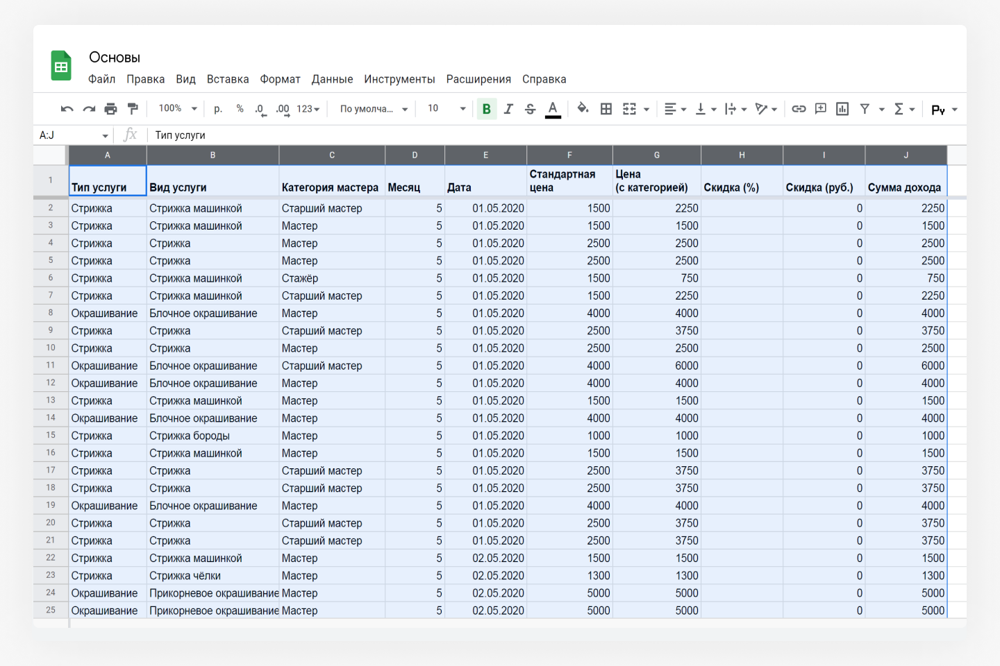 Основы
Файл Правка Вид Вставка Формат Данные Инструменты Расширения Справка
100% р. % .0 .00 123 По умолча... 10 B I S A Σ Py
A:J fx Тип услуги
A B C D E F G H I J
1 Тип услуги Вид услуги Категория мастера Месяц Дата Стандартная цена Цена (с категорией) Скидка (%) Скидка (руб.) Сумма дохода
2 Стрижка Стрижка машинкой Старший мастер 5 01.05.2020 1500 2250 0 2250
3 Стрижка Стрижка машинкой Мастер 5 01.05.2020 1500 1500 0 1500
4 Стрижка Стрижка Мастер 5 01.05.2020 2500 2500 0 2500
5 Стрижка Стрижка Мастер 5 01.05.2020 2500 2500 0 2500
6 Стрижка Стрижка машинкой Стажёр 5 01.05.2020 1500 750 0 750
7 Стрижка Стрижка машинкой Старший мастер 5 01.05.2020 1500 2250 0 2250
8 Окрашивание Блочное окрашивание Мастер 5 01.05.2020 4000 4000 0 4000
9 Стрижка Стрижка Старший мастер 5 01.05.2020 2500 3750 0 3750
10 Стрижка Стрижка Мастер 5 01.05.2020 2500 2500 0 2500
11 Окрашивание Блочное окрашивание Старший мастер 5 01.05.2020 4000 6000 0 6000
12 Окрашивание Блочное окрашивание Мастер 5 01.05.2020 4000 4000 0 4000
13 Стрижка Стрижка машинкой Мастер 5 01.05.2020 1500 1500 0 1500
14 Окрашивание Блочное окрашивание Мастер 5 01.05.2020 4000 4000 0 4000
15 Стрижка Стрижка бороды Мастер 5 01.05.2020 1000 1000 0 1000
16 Стрижка Стрижка машинкой Мастер 5 01.05.2020 1500 1500 0 1500
17 Стрижка Стрижка Старший мастер 5 01.05.2020 2500 3750 0 3750
18 Стрижка Стрижка Старший мастер 5 01.05.2020 2500 3750 0 3750
19 Окрашивание Блочное окрашивание Мастер 5 01.05.2020 4000 4000 0 4000
20 Стрижка Стрижка Старший мастер 5 01.05.2020 2500 3750 0 3750
21 Стрижка Стрижка Старший мастер 5 01.05.2020 2500 3750 0 3750
22 Стрижка Стрижка машинкой Мастер 5 02.05.2020 1500 1500 0 1500
23 Стрижка Стрижка чёлки Мастер 5 02.05.2020 1300 1300 0 1300
24 Окрашивание Прикорневое окрашивание Мастер 5 02.05.2020 5000 5000 0 5000
25 Окрашивание Прикорневое окрашивание Мастер 5 02.05.2020 5000 5000 0 5000